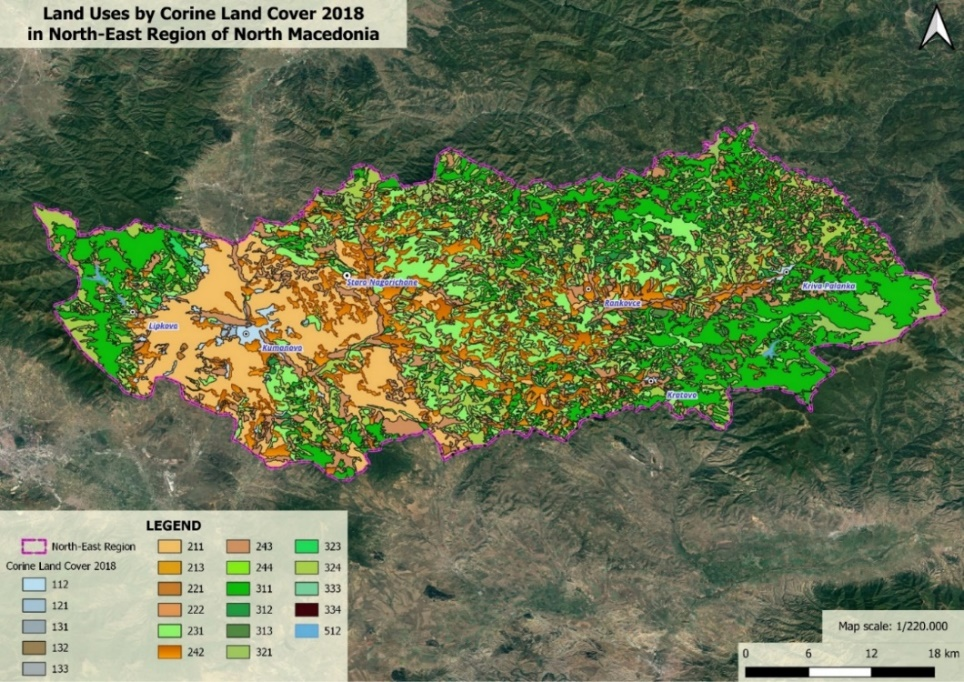 Land Uses by Corine Land Cover 2018
in North-East Region of North Macedonia
Staro Nagorichane
Kriva Palanka
Rankovce
Lipkovo
Kumanovo
Kratovo
LEGEND
North-East Region
Corine Land Cover 2018
112
121
131
132
133
211
213
221
222
231
242
243
244
311
312
313
321
323
324
333
334
512
Map scale: 1/220.000
0 6 12 18 km